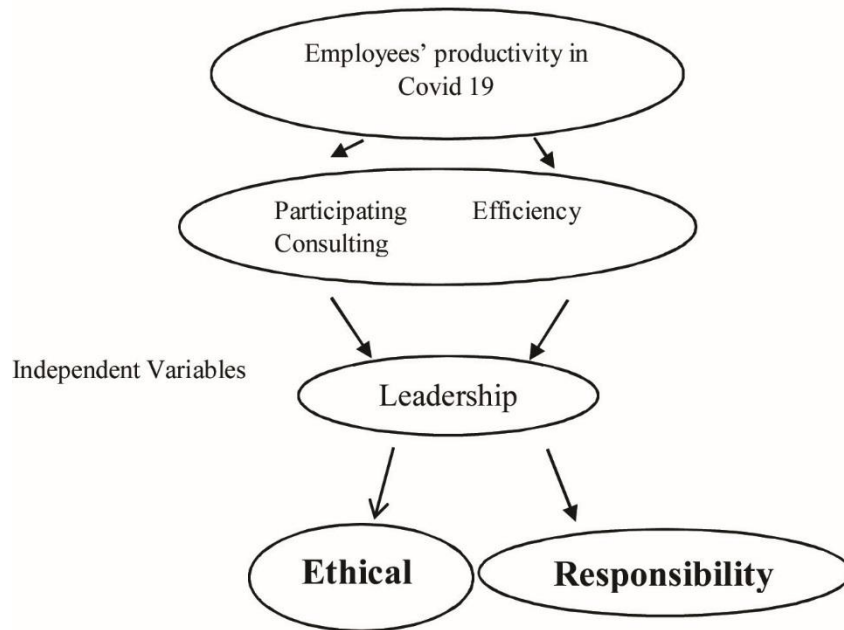 Employees’ productivity in
Covid 19
Participating Efficiency
Consulting
Independent Variables
Leadership
Ethical
Responsibility